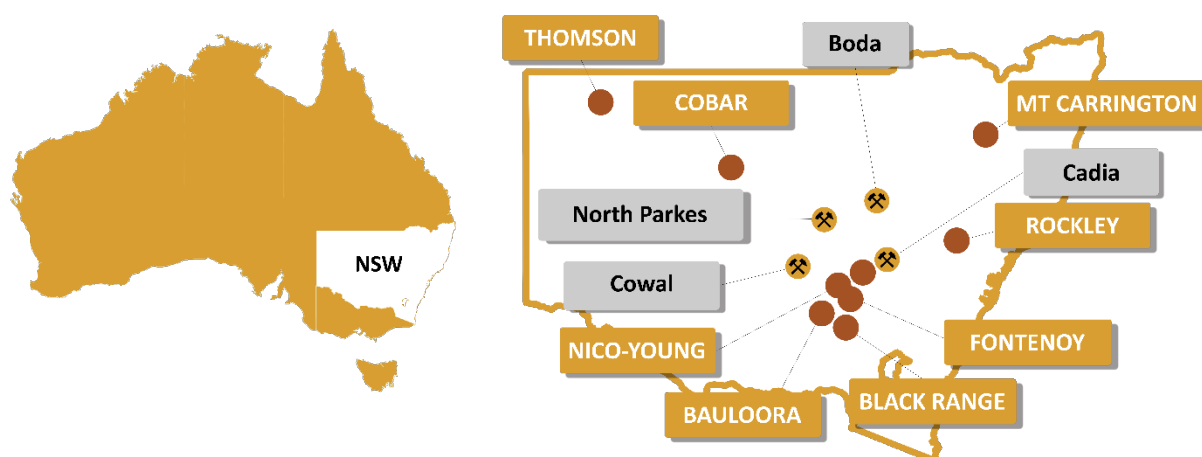 NSW
THOMSON
Boda
COBAR
MT CARRINGTON
Cadia
North Parkes
ROCKLEY
Cowal
NICO-YOUNG
FONTENOY
BAULOORA
BLACK RANGE